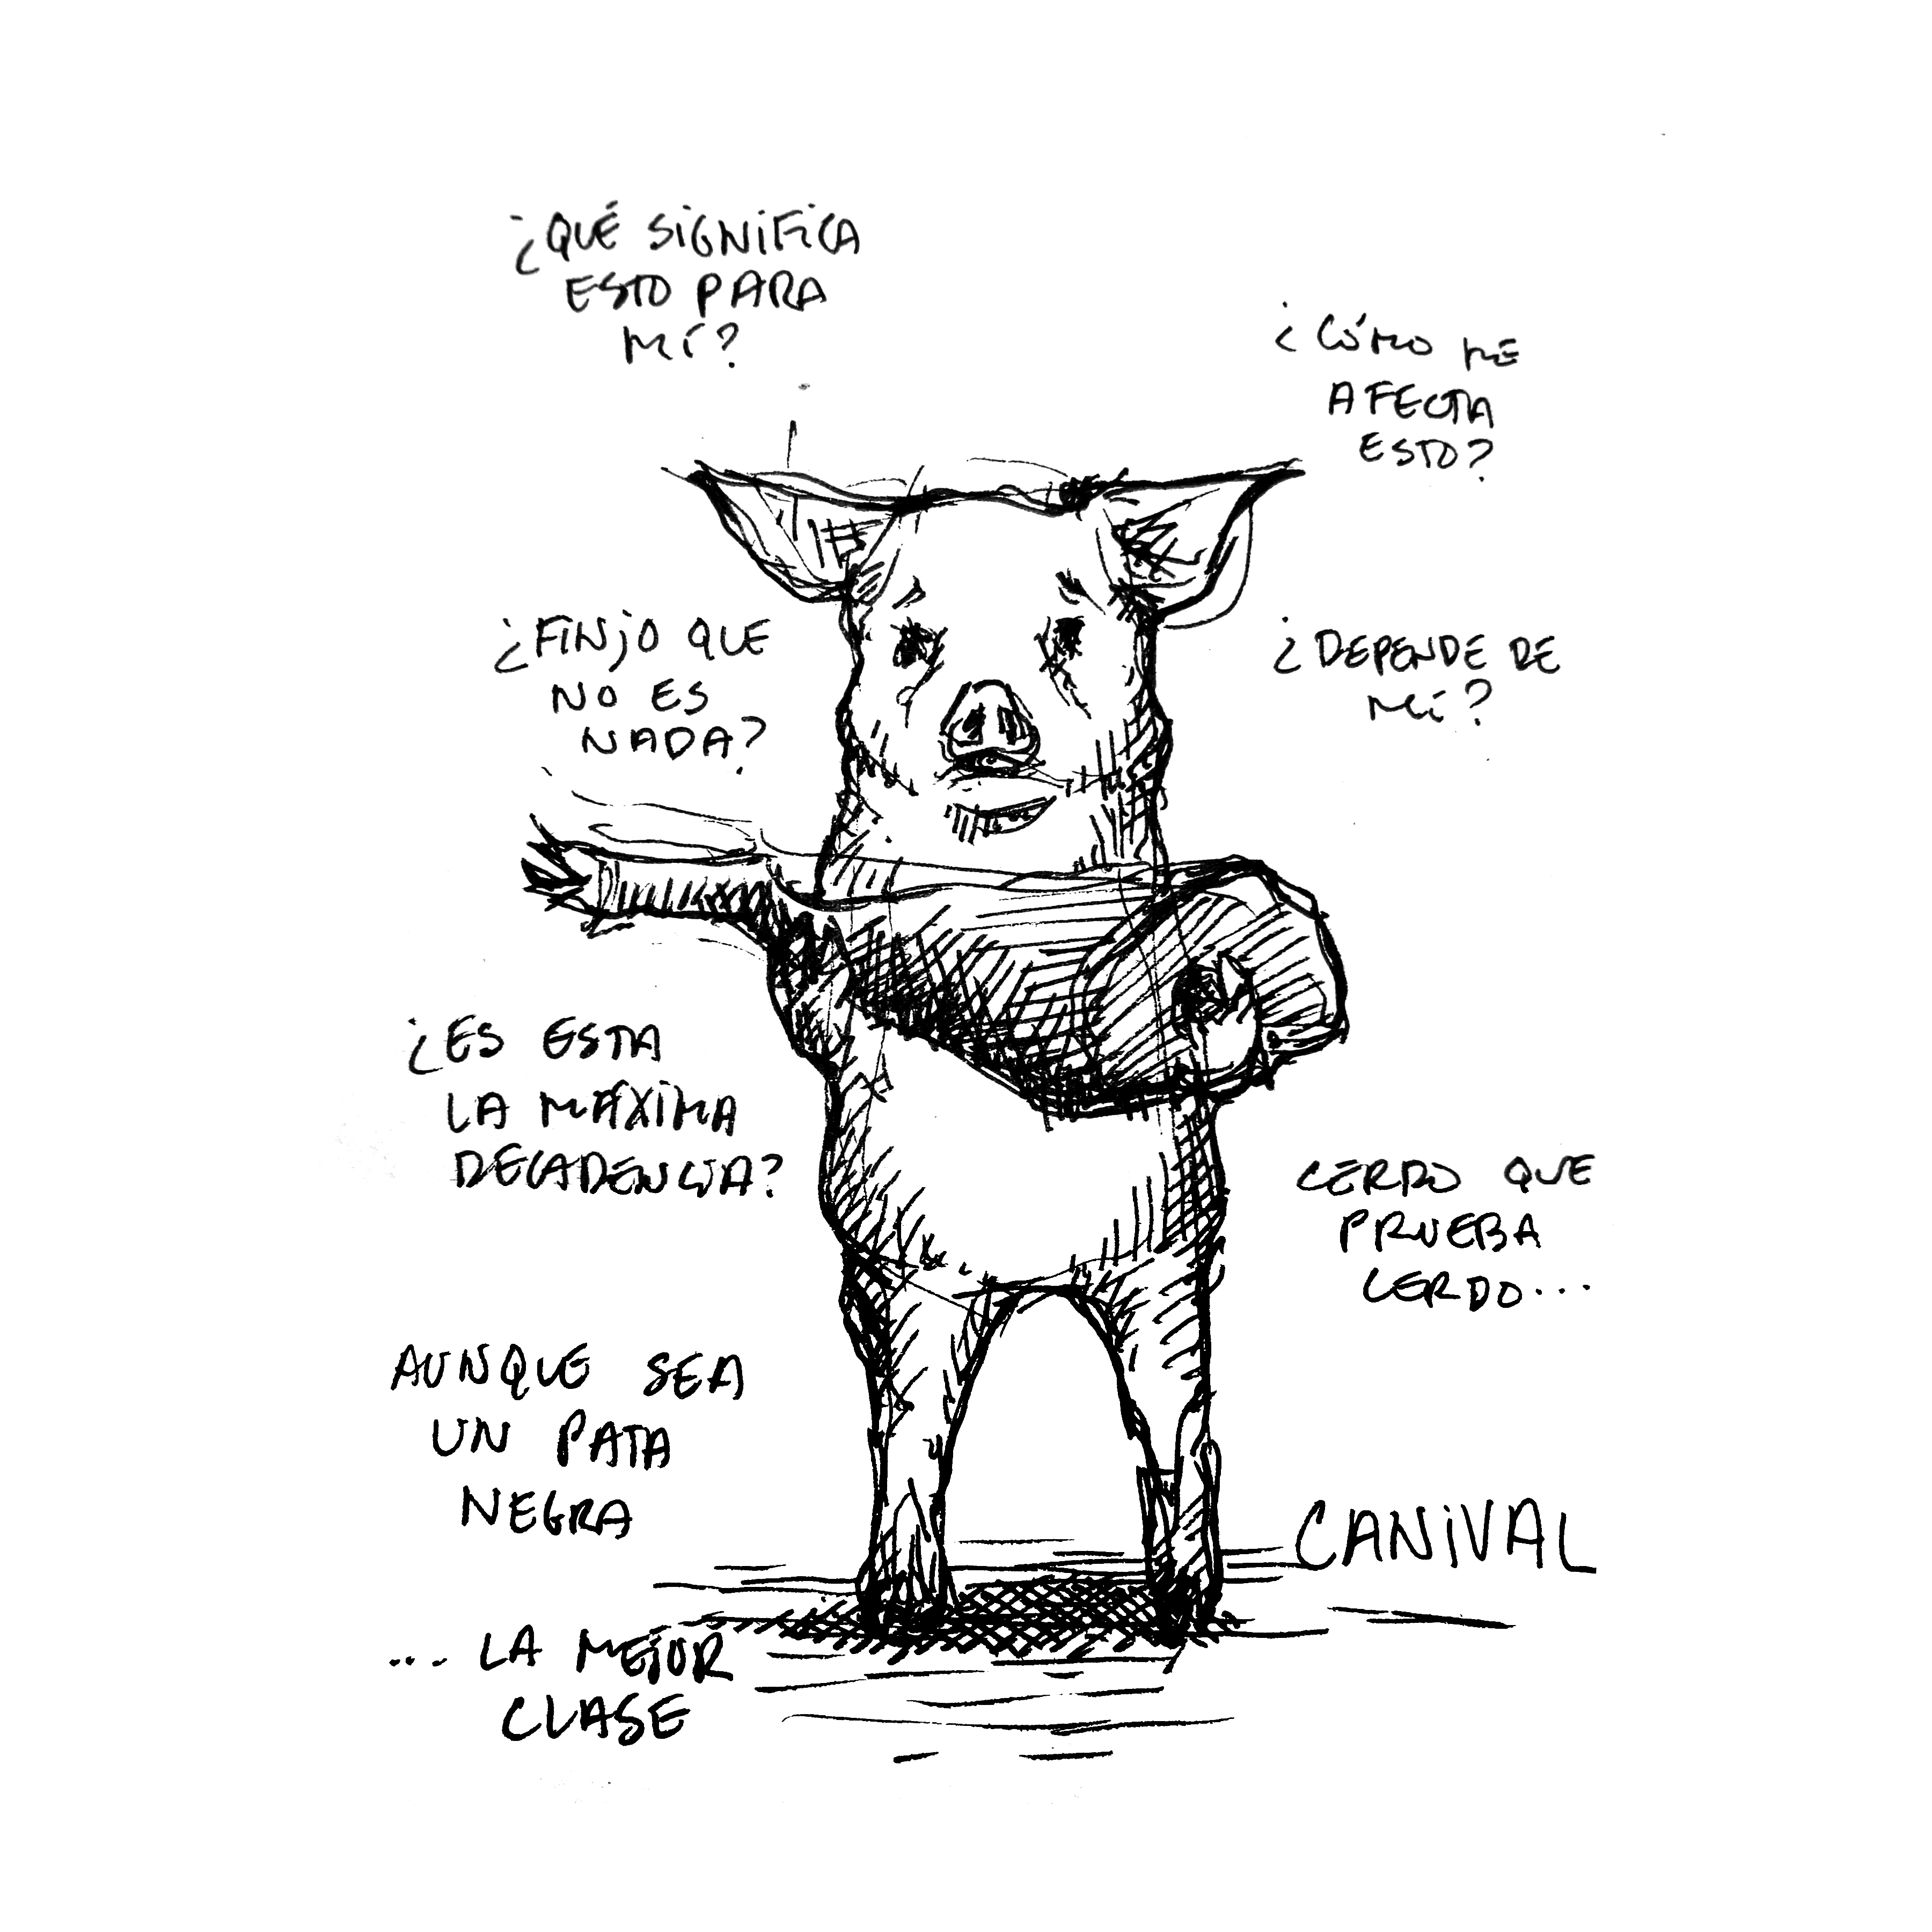 ¿QUÉ SIGNIFICA
ESTO PARA
MÍ?
¿CÓMO ME
AFECTA
ESTO?
¿FINJO QUE
NO ES
NADA?
¿DEPENDE DE
MÍ?
¿ES ESTA
LA MÁXIMA
DECADENCIA?
CERDO QUE
PRUEBA
CERDO...
AUNQUE SEA
UN PATA
NEGRA
CANIVAL
... LA MEJOR
CLASE